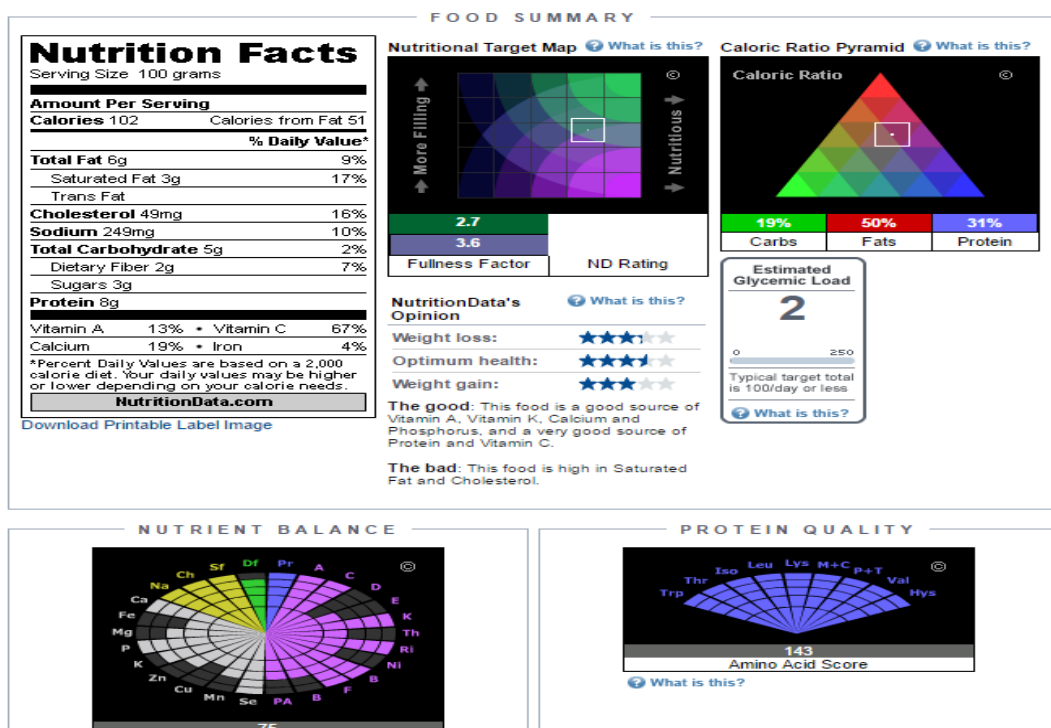 FOOD SUMMARY
Nutrition Facts
Serving Size 100 grams
Amount Per Serving
Calories 102 Calories from Fat 51
% Daily Value*
Total Fat 6g 9%
Saturated Fat 3g 17%
Trans Fat
Cholesterol 49mg 16%
Sodium 249mg 10%
Total Carbohydrate 5g 2%
Dietary Fiber 2g 7%
Sugars 3g
Protein 8g
Vitamin A 13% • Vitamin C 67%
Calcium 19% • Iron 4%
*Percent Daily Values are based on a 2,000
calorie diet. Your daily values may be higher
or lower depending on your calorie needs.
NutritionData.com
Download Printable Label Image
Nutritional Target Map ? What is this?
©
More Filling
Nutritious
2.7
3.6
Fullness Factor ND Rating
NutritionData's
Opinion
? What is this?
Weight loss:
Optimum health:
Weight gain:
The good: This food is a good source of
Vitamin A, Vitamin K, Calcium and
Phosphorus, and a very good source of
Protein and Vitamin C.
The bad: This food is high in Saturated
Fat and Cholesterol.
Caloric Ratio Pyramid ? What is this?
Caloric Ratio ©
19% 50% 31%
Carbs Fats Protein
Estimated
Glycemic Load
2
0 250
Typical target total
is 100/day or less
? What is this?
NUTRIENT BALANCE
©
Df Pr A C D E K Th Ri Ni B F B PA Se Mn Cu Zn K P Mg Fe Ca Na Ch Sf
75
PROTEIN QUALITY
©
Trp Thr Iso Leu Lys M+C P+T Val Hys
143
Amino Acid Score
? What is this?